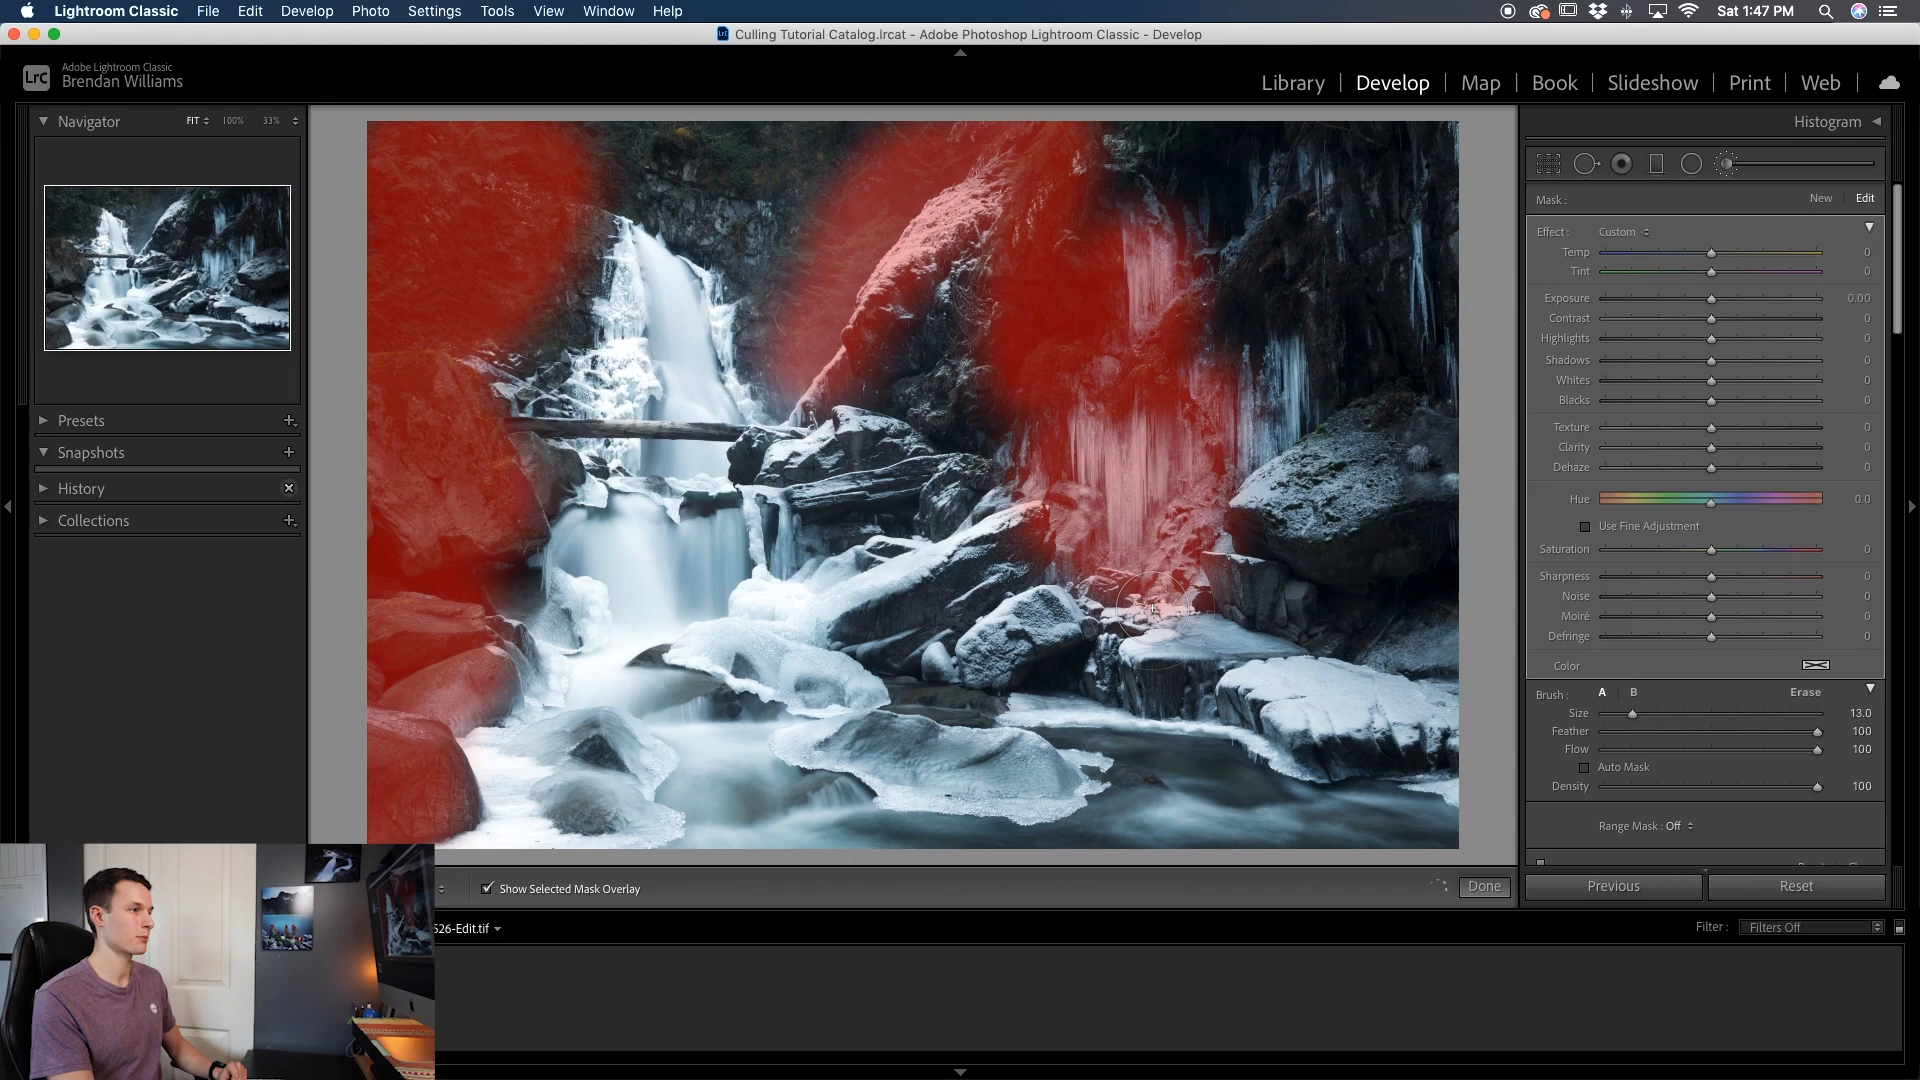 Lightroom Classic File Edit Develop Photo Settings Tools View Window Help Sat 1:47 PM
Culling Tutorial Catalog.lrcat - Adobe Photoshop Lightroom Classic - Develop
LrC Adobe Lightroom Classic
Brendan Williams
Library Develop Map Book Slideshow Print Web
Navigator FIT 100% 33%
Histogram
Mask : New Edit
Effect : Custom
Temp 0
Tint 0
Exposure 0.00
Contrast 0
Highlights 0
Shadows 0
Whites 0
Blacks 0
Texture 0
Clarity 0
Dehaze 0
Hue 0.0
Use Fine Adjustment
Saturation 0
Sharpness 0
Noise 0
Moiré 0
Defringe 0
Color
Brush : A B Erase
Size 13.0
Feather 100
Flow 100
Auto Mask
Density 100
Range Mask : Off
Presets
Snapshots
History
Collections
Show Selected Mask Overlay Done
Previous Reset
526-Edit.tif Filter : Filters Off